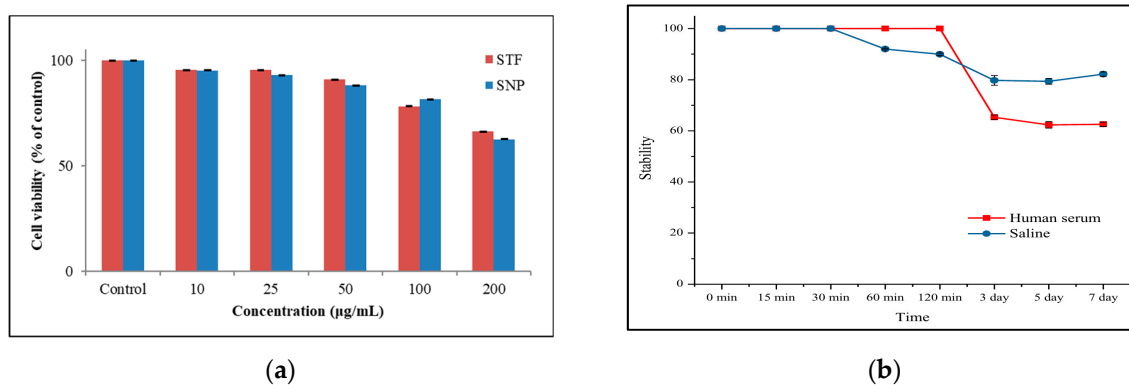 100
50
0
Cell viability (% of control)
STF
SNP
Control 10 25 50 100 200
Concentration (µg/mL)
(a)
100
80
60
40
20
0
Stability
Human serum
Saline
0 min 15 min 30 min 60 min 120 min 3 day 5 day 7 day
Time
(b)